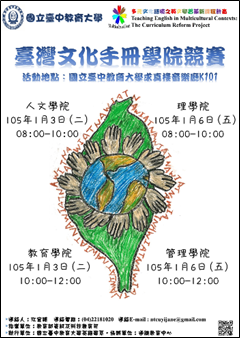 國立臺中教育大學
Teaching English in Multicultural Contexts:
The Curriculum Reform Project
臺灣文化手冊學院競賽
活動地點：國立臺中教育大學求真樓音樂廳K101
人文學院
105年1月3日(二)
08:00-10:00
理學院
105年1月6日(五)
08:00-10:00
教育學院
105年1月3日(二)
10:00-12:00
管理學院
105年1月6日(五)
10:00-12:00
(04)22181020
E-mail : ntcuyijane@gmail.com